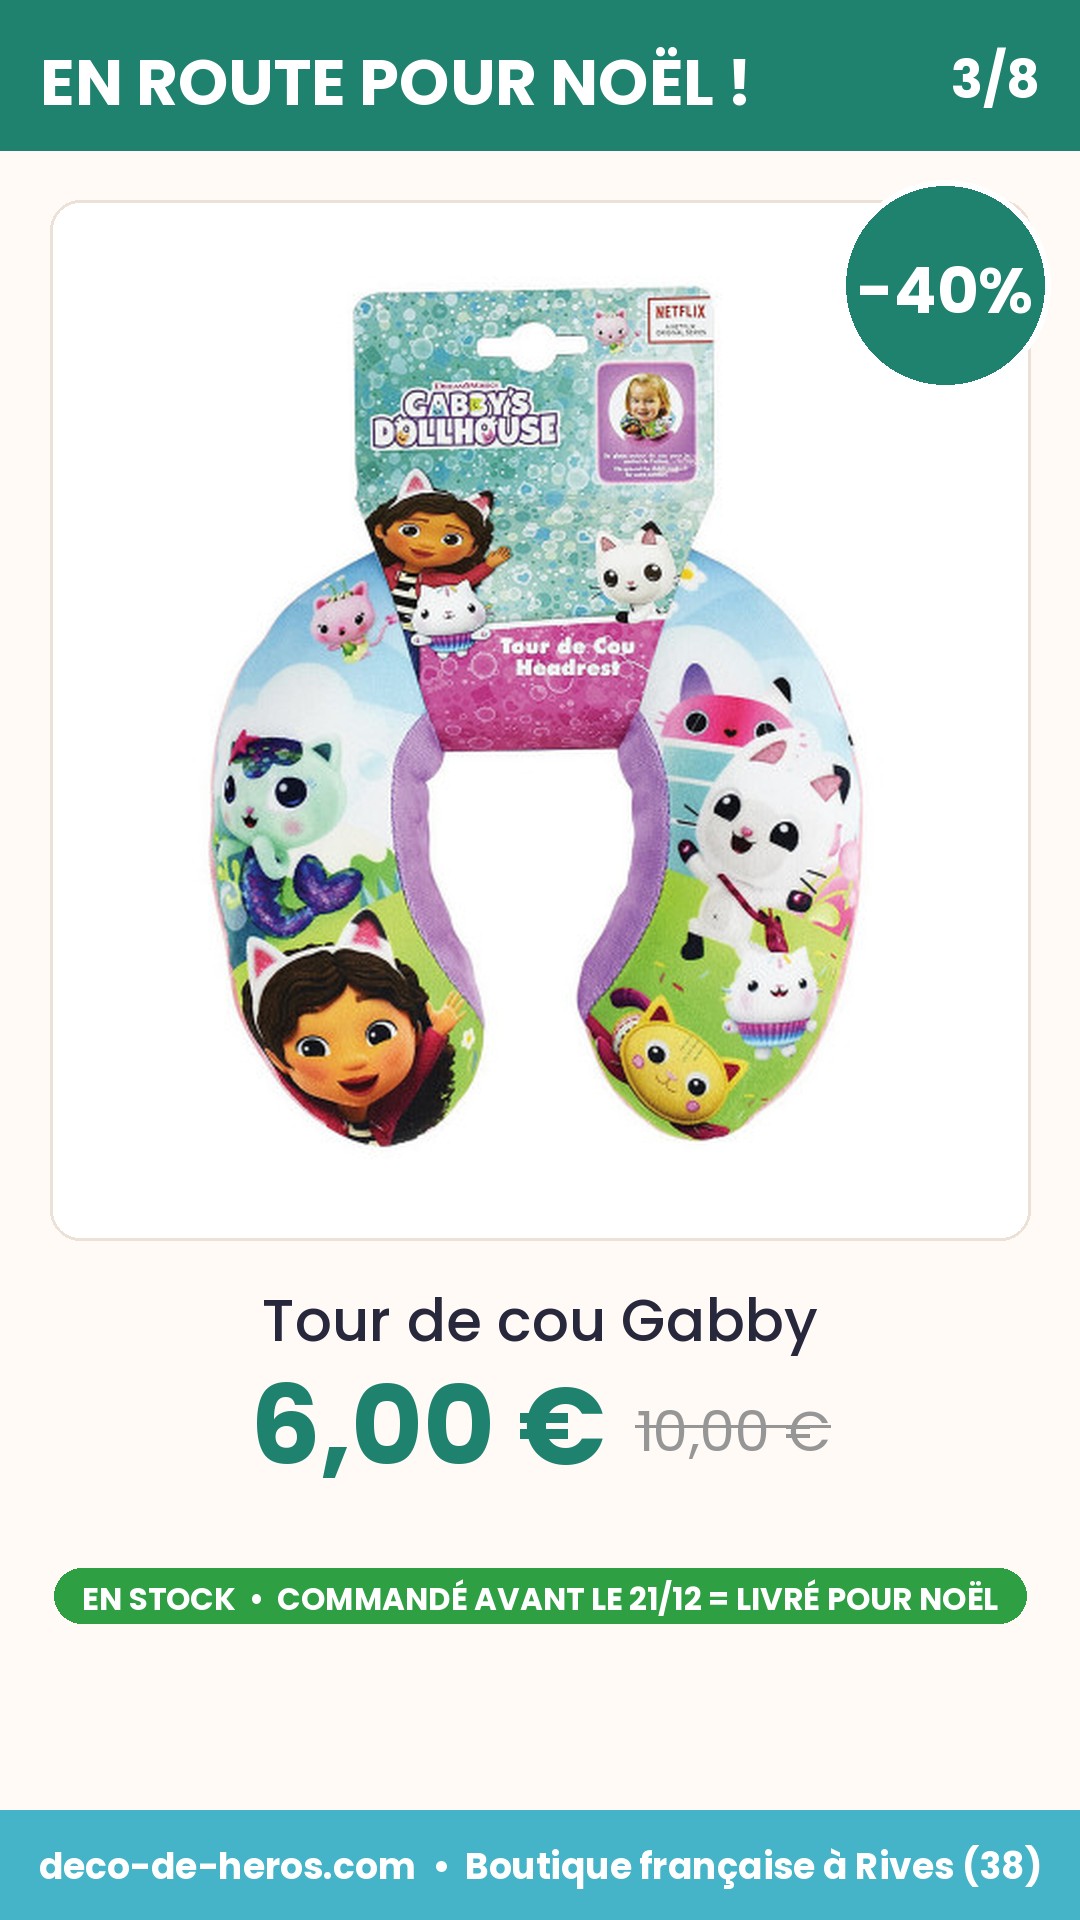 EN ROUTE POUR NOËL !
3/8
-40%
NETFLIX
DREAMWORKS
GABBY'S
DOLLHOUSE
Tour de Cou
Headrest
Tour de cou Gabby
6,00 € 10,00 €
EN STOCK • COMMANDÉ AVANT LE 21/12 = LIVRÉ POUR NOËL
deco-de-heros.com • Boutique française à Rives (38)